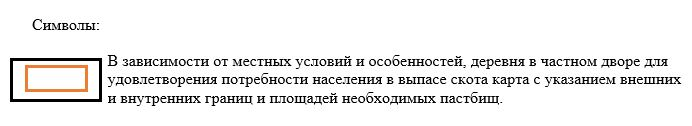 Символы:
В зависимости от местных условий и особенностей, деревня в частном дворе для
удовлетворения потребности населения в выпасе скота карта с указанием внешних
и внутренних границ и площадей необходимых пастбищ.